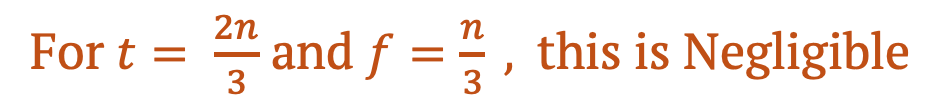 For t = 2n/3 and f = n/3 , this is Negligible